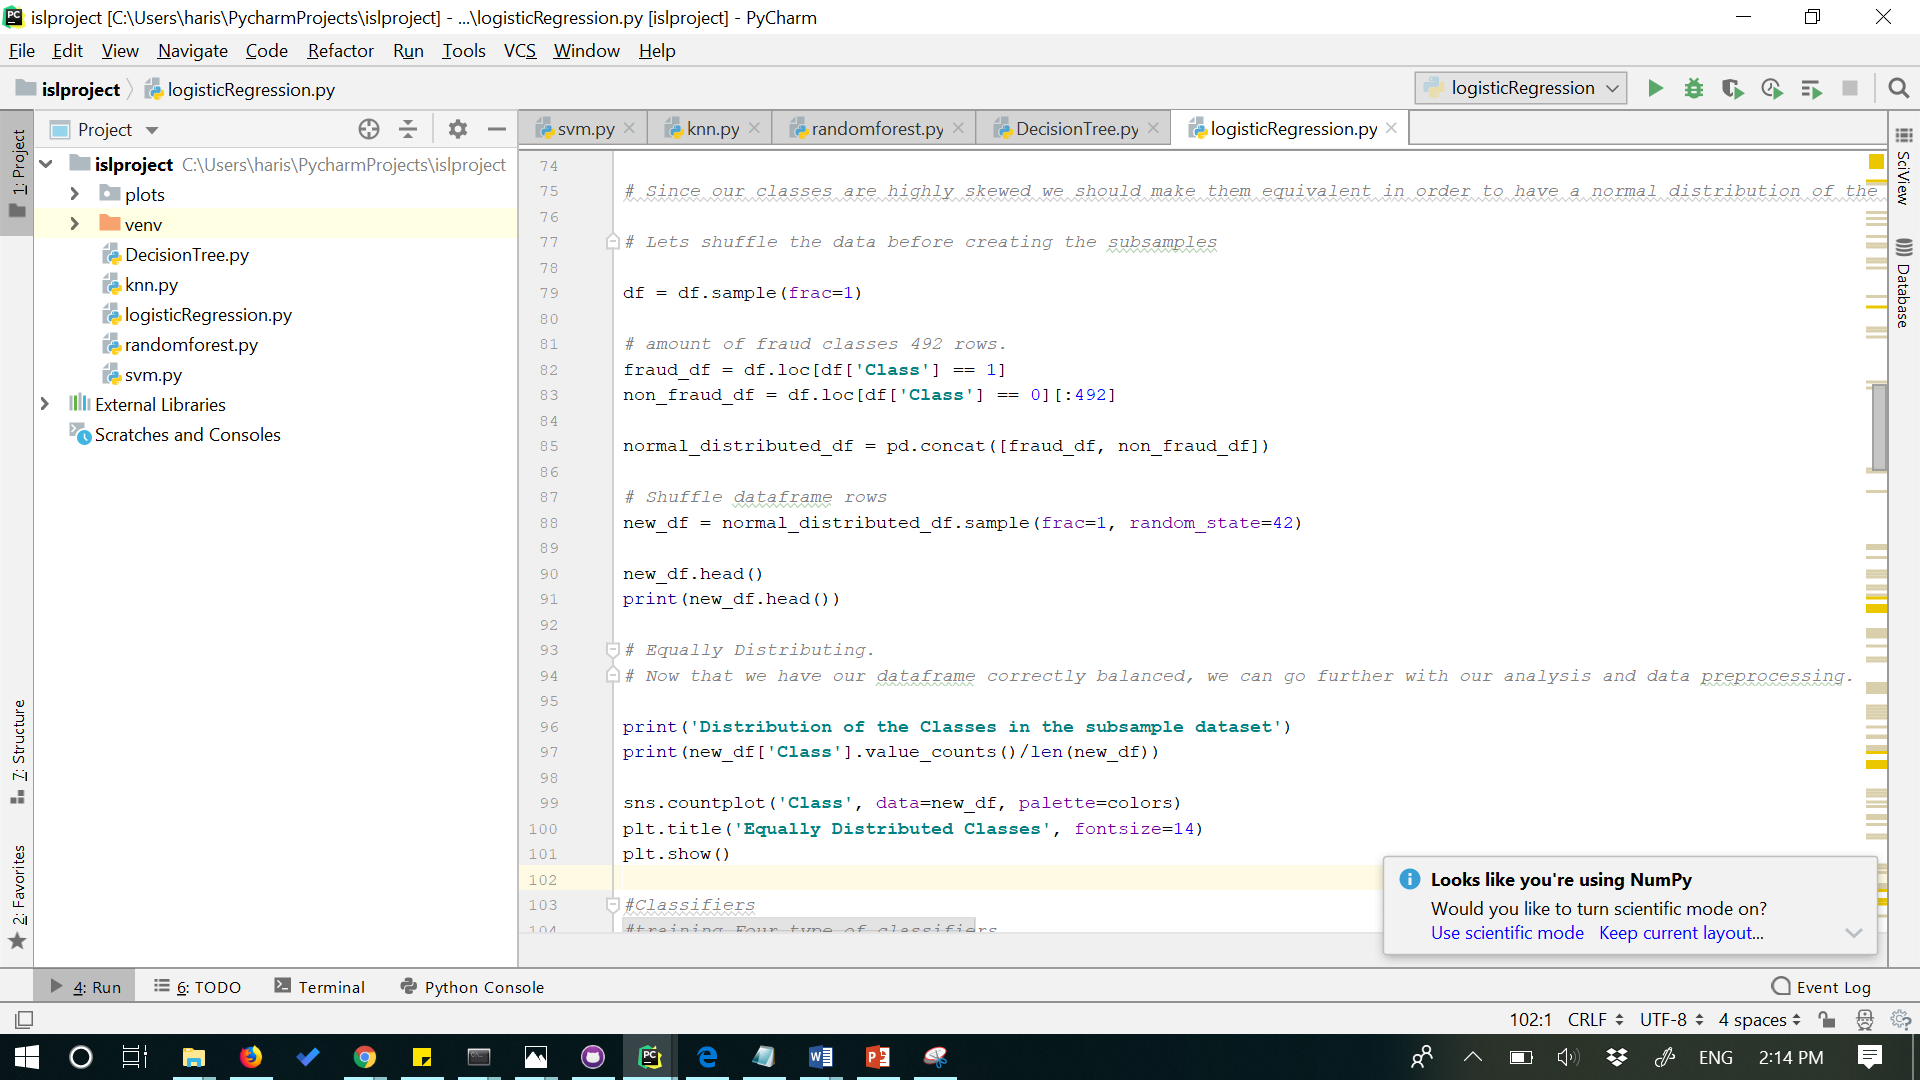 islproject [C:\Users\haris\PycharmProjects\islproject] - ...\logisticRegression.py [islproject] - PyCharm
File Edit View Navigate Code Refactor Run Tools VCS Window Help
islproject logisticRegression.py
logisticRegression
1: Project
Project
svm.py knn.py randomforest.py DecisionTree.py logisticRegression.py
islproject C:\Users\haris\PycharmProjects\islproject
plots
venv
DecisionTree.py
knn.py
logisticRegression.py
randomforest.py
svm.py
External Libraries
Scratches and Consoles
7: Structure
2: Favorites
74
75 # Since our classes are highly skewed we should make them equivalent in order to have a normal distribution of the
76
77 # Lets shuffle the data before creating the subsamples
78
79 df = df.sample(frac=1)
80
81 # amount of fraud classes 492 rows.
82 fraud_df = df.loc[df['Class'] == 1]
83 non_fraud_df = df.loc[df['Class'] == 0][:492]
84
85 normal_distributed_df = pd.concat([fraud_df, non_fraud_df])
86
87 # Shuffle dataframe rows
88 new_df = normal_distributed_df.sample(frac=1, random_state=42)
89
90 new_df.head()
91 print(new_df.head())
92
93 # Equally Distributing.
94 # Now that we have our dataframe correctly balanced, we can go further with our analysis and data preprocessing.
95
96 print('Distribution of the Classes in the subsample dataset')
97 print(new_df['Class'].value_counts()/len(new_df))
98
99 sns.countplot('Class', data=new_df, palette=colors)
100 plt.title('Equally Distributed Classes', fontsize=14)
101 plt.show()
102
103 #Classifiers
104 #training Four type of classifiers
SciView
Database
Looks like you're using NumPy
Would you like to turn scientific mode on?
Use scientific mode Keep current layout...
4: Run 6: TODO Terminal Python Console Event Log
102:1 CRLF UTF-8 4 spaces
ENG 2:14 PM